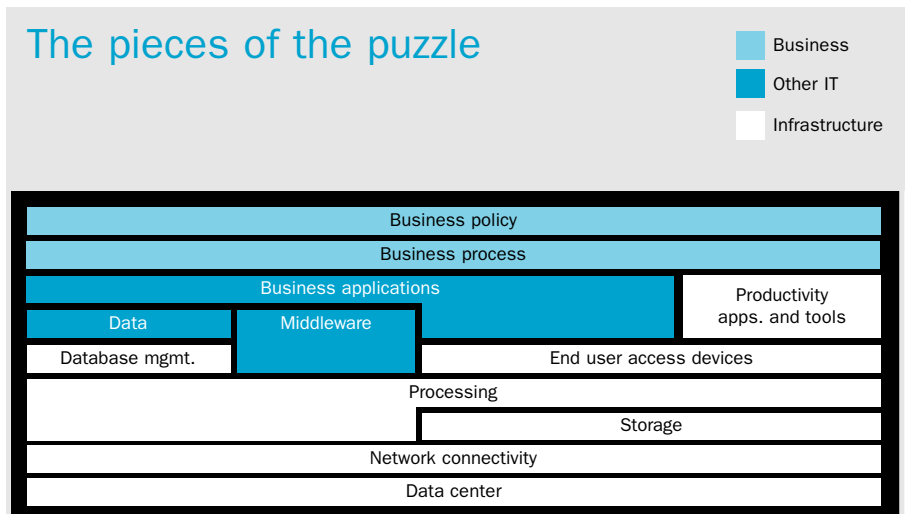 The pieces of the puzzle
Business
Other IT
Infrastructure
Business policy
Business process
Business applications
Productivity
apps. and tools
Data
Middleware
Database mgmt.
End user access devices
Processing
Storage
Network connectivity
Data center